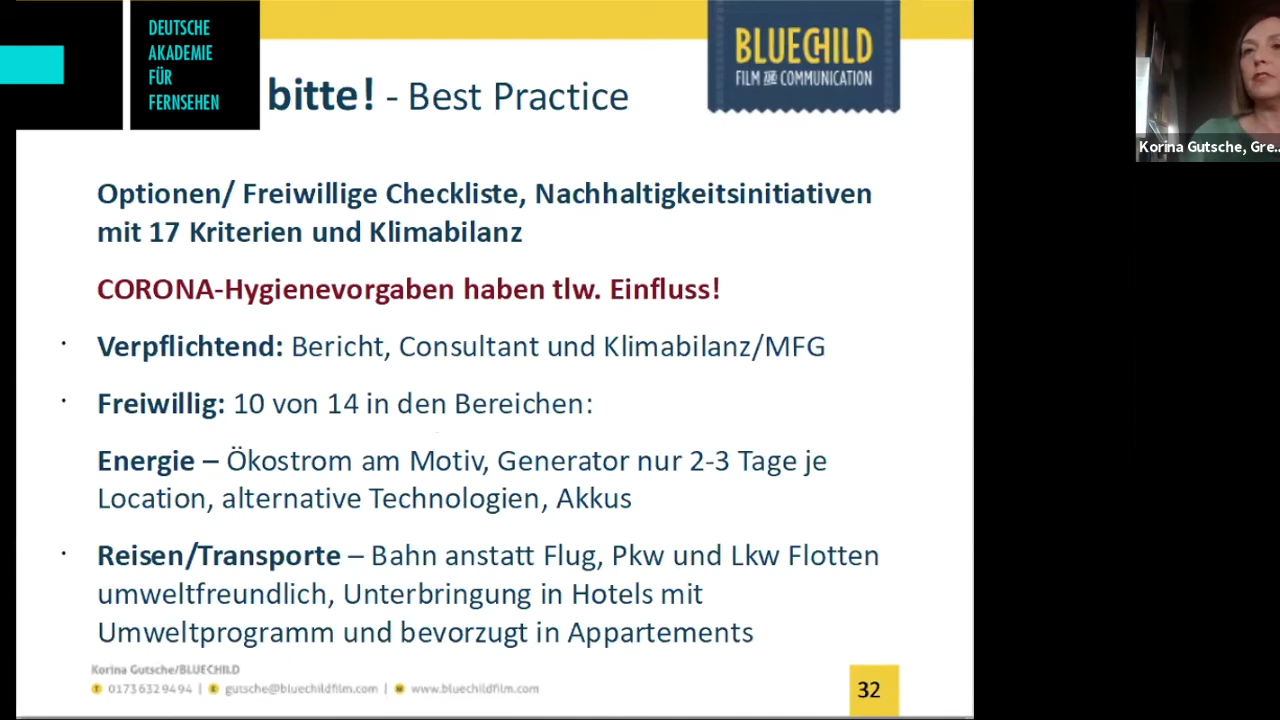 DEUTSCHE
AKADEMIE
FÜR
FERNSEHEN
bitte! - Best Practice
BLUECHILD
FILM AND COMMUNICATION
Korina Gutsche, Gre...
Optionen/ Freiwillige Checkliste, Nachhaltigkeitsinitiativen
mit 17 Kriterien und Klimabilanz
CORONA-Hygienevorgaben haben tlw. Einfluss!
· Verpflichtend: Bericht, Consultant und Klimabilanz/MFG
· Freiwillig: 10 von 14 in den Bereichen:
Energie – Ökostrom am Motiv, Generator nur 2-3 Tage je
Location, alternative Technologien, Akkus
· Reisen/Transporte – Bahn anstatt Flug, Pkw und Lkw Flotten
umweltfreundlich, Unterbringung in Hotels mit
Umweltprogramm und bevorzugt in Appartements
Korina Gutsche/BLUECHILD
T 0173 632 9494 | E gutsche@bluechildfilm.com | W www.bluechildfilm.com
32